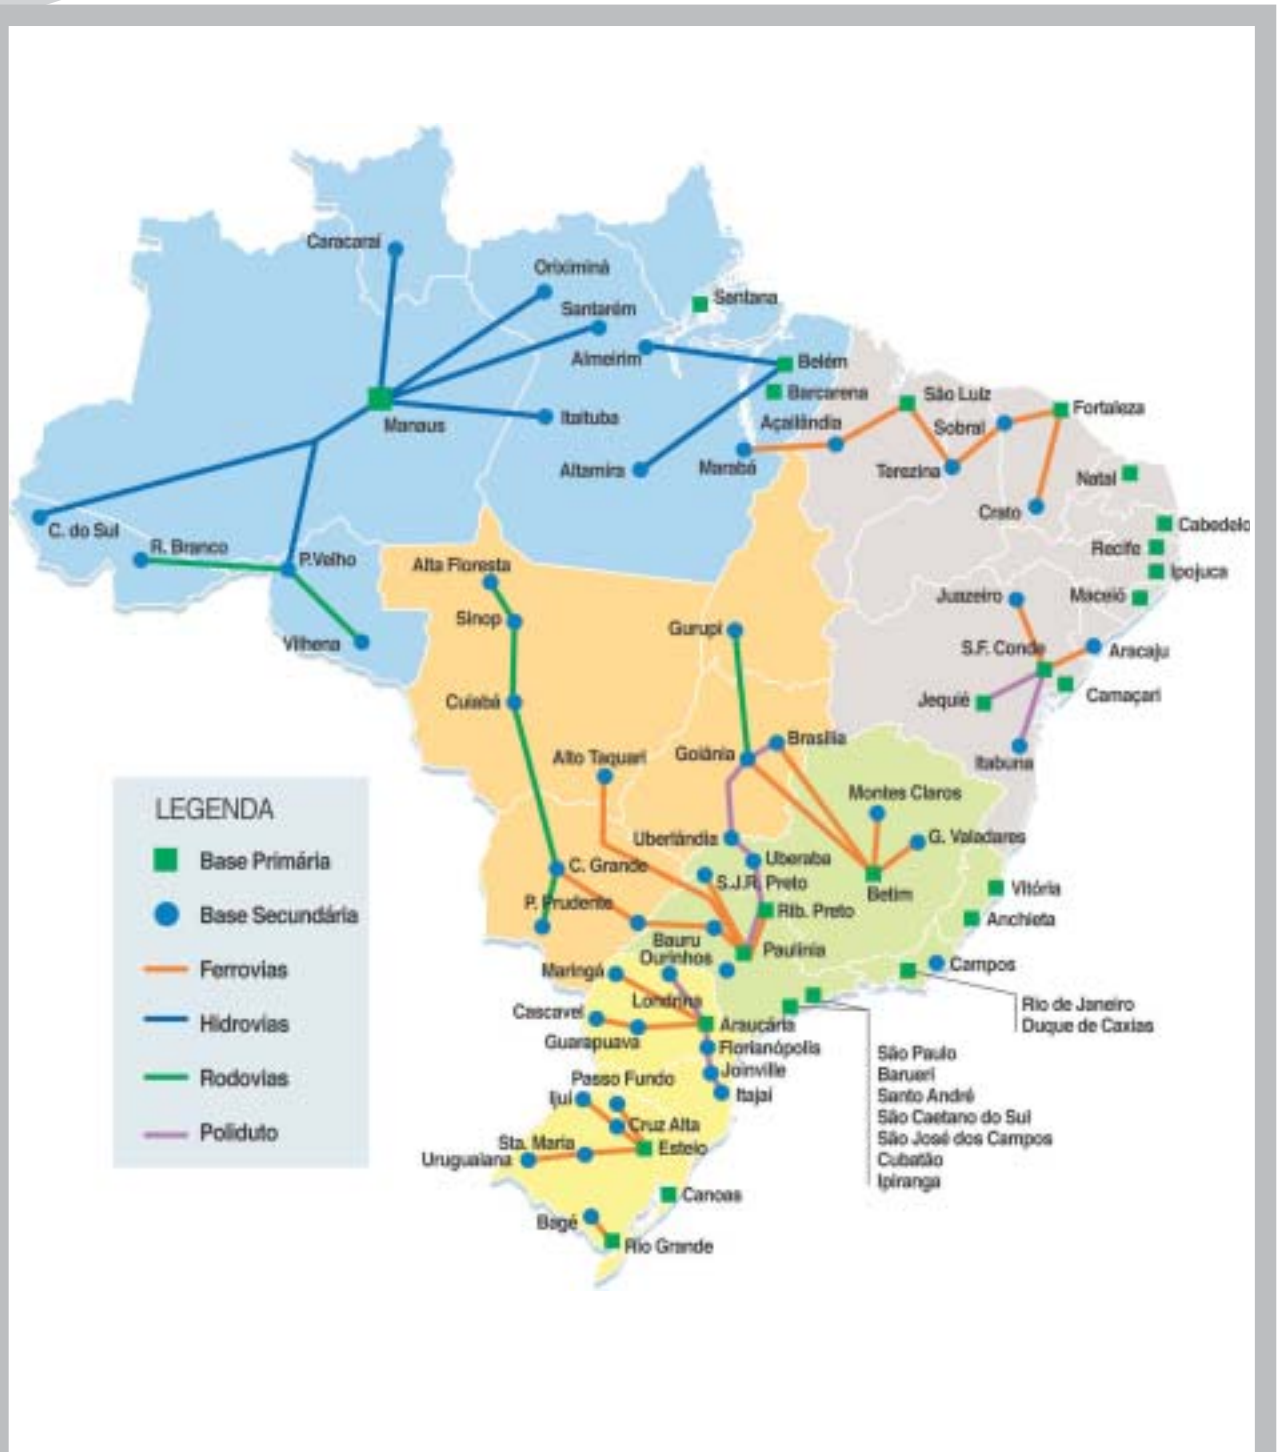 Caracaraí
Oriximiná
Santarém
Santana
Almeirim
Belém
Barcarena
Manaus
Itaituba
Açailândia
São Luiz
Fortaleza
Sobral
Altamira
Marabá
Terezina
Natal
Crato
C. do Sul
Cabedelo
R. Branco
P.Velho
Recife
Alta Floresta
Ipojuca
Juazeiro
Maceió
Sinop
Gurupi
Vilhena
S.F. Conde
Aracaju
Cuiabá
Jequié
Camaçari
Brasília
Goiânia
Alto Taquari
Itabuna
Montes Claros
Uberlândia
G. Valadares
Uberaba
C. Grande
S.J.R. Preto
Betim
Vitória
P. Prudente
Rib. Preto
Anchieta
Bauru
Paulínia
Ourinhos
Campos
Maringá
Londrina
Rio de Janeiro
Duque de Caxias
Cascavel
Araucária
Guarapuava
Florianópolis
São Paulo
Barueri
Santo André
São Caetano do Sul
São José dos Campos
Cubatão
Ipiranga
Joinville
Passo Fundo
Ijuí
Itajaí
Cruz Alta
Sta. Maria
Esteio
Uruguaiana
Canoas
Bagé
Rio Grande
LEGENDA
Base Primária
Base Secundária
Ferrovias
Hidrovias
Rodovias
Poliduto